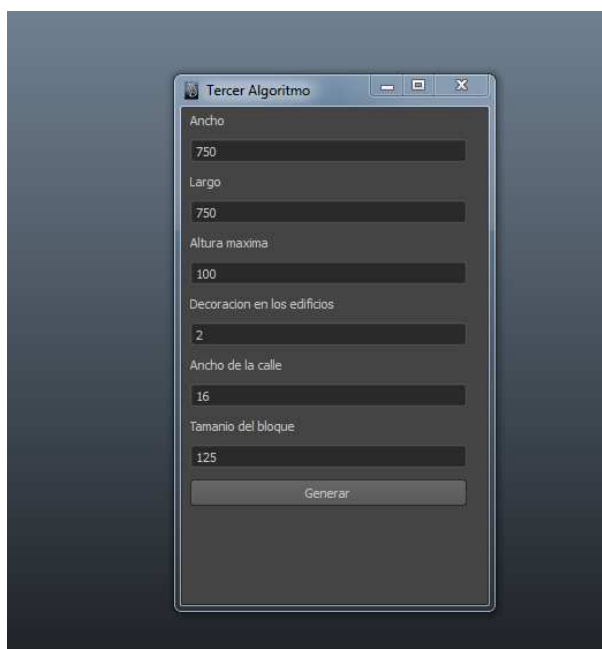 Tercer Algoritmo
Ancho
750
Largo
750
Altura maxima
100
Decoracion en los edificios
2
Ancho de la calle
16
Tamanio del bloque
125
Generar